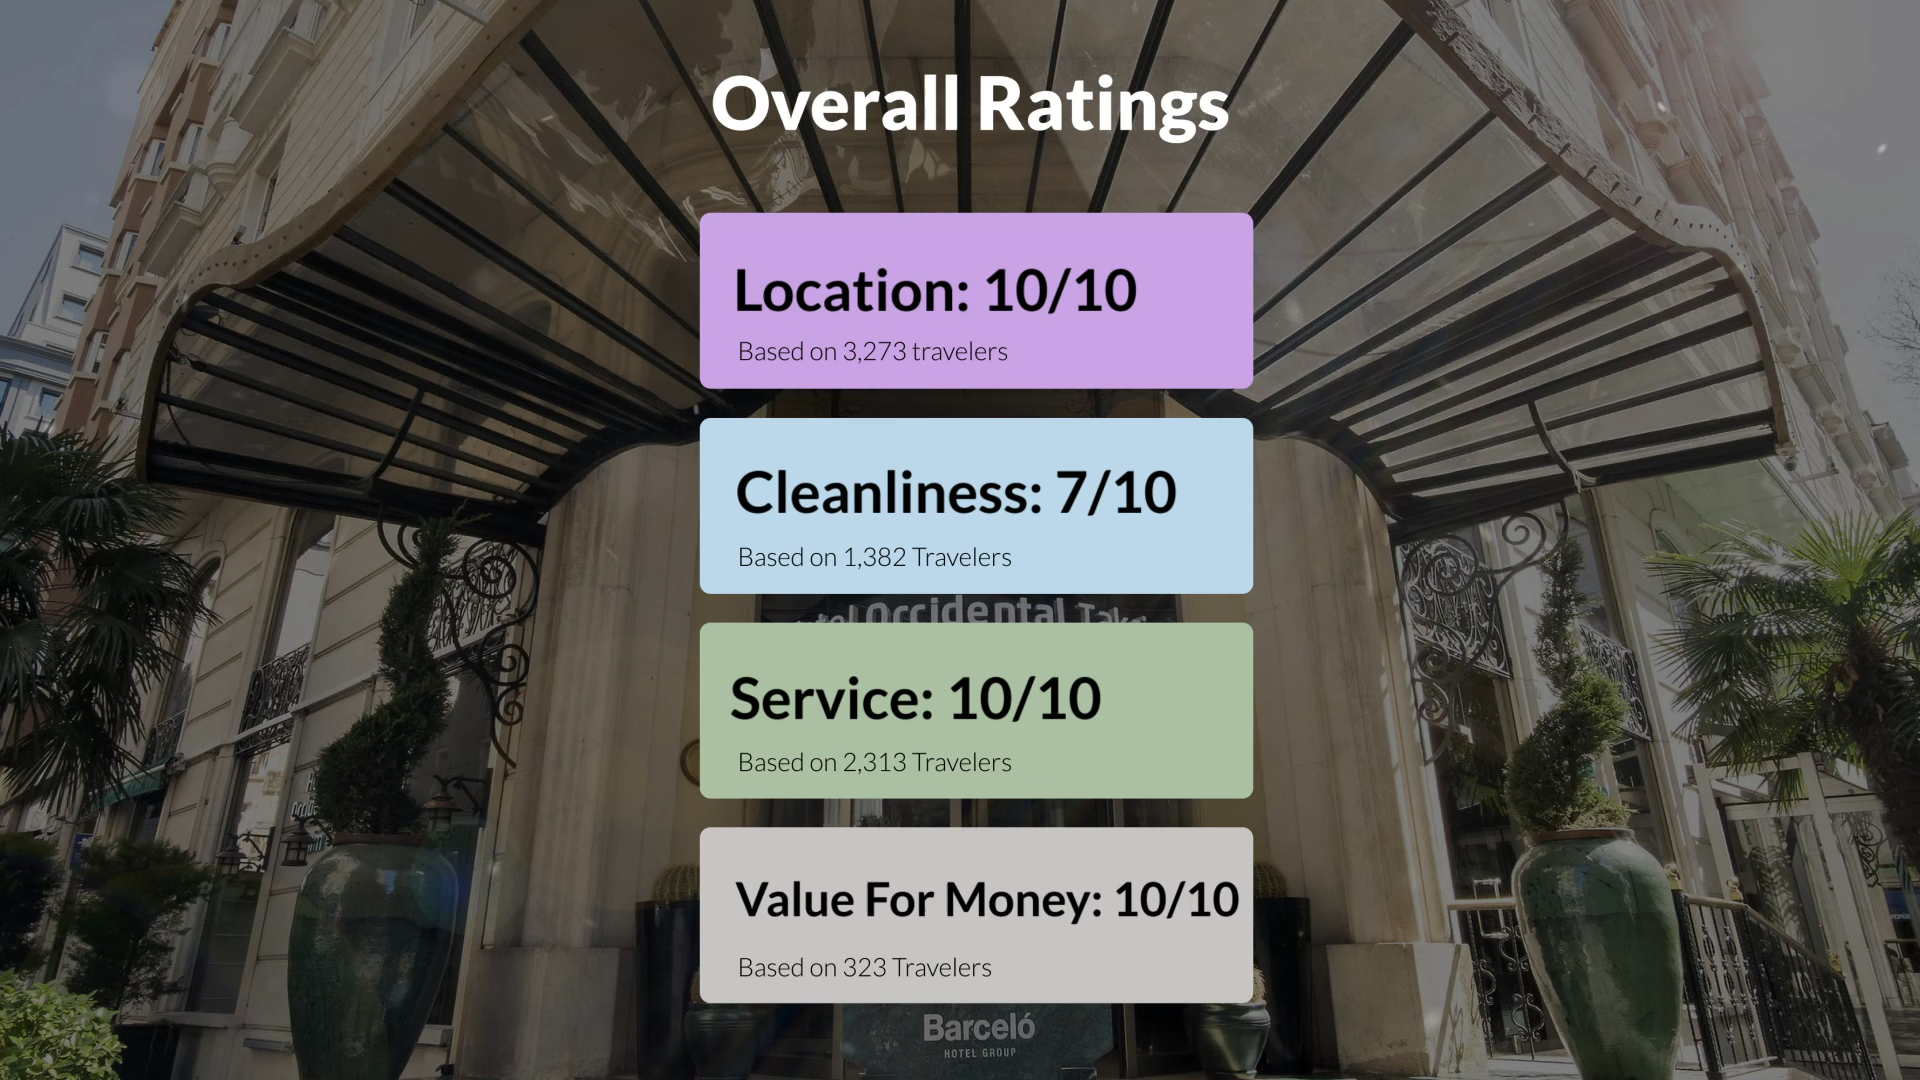 Overall Ratings
Location: 10/10
Based on 3,273 travelers
Cleanliness: 7/10
Based on 1,382 Travelers
Occidental
Service: 10/10
Based on 2,313 Travelers
Value For Money: 10/10
Based on 323 Travelers
Barceló
HOTEL GROUP